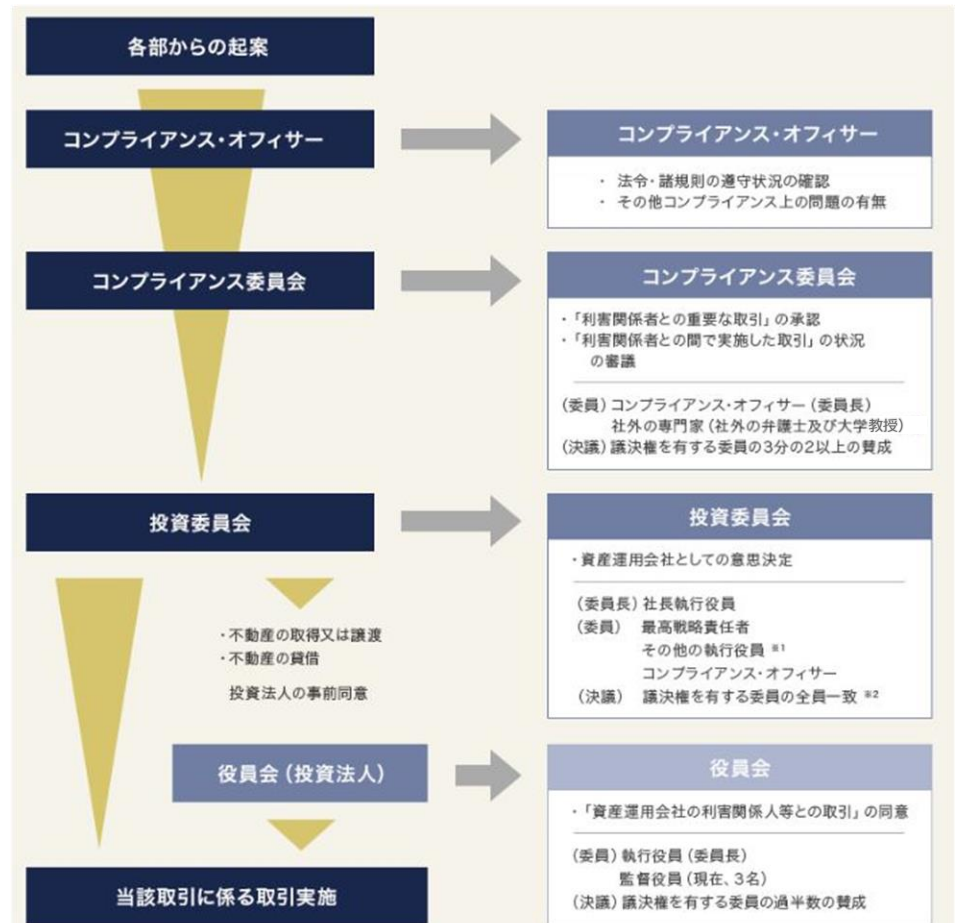 各部からの起案
コンプライアンス・オフィサー
コンプライアンス・オフィサー
・ 法令・諸規則の遵守状況の確認
・ その他コンプライアンス上の問題の有無
コンプライアンス委員会
コンプライアンス委員会
・「利害関係者との重要な取引」の承認
・「利害関係者との間で実施した取引」の状況
の審議
(委員) コンプライアンス・オフィサー (委員長)
社外の専門家 (社外の弁護士及び大学教授)
(決議) 議決権を有する委員の3分の2以上の賛成
投資委員会
投資委員会
・資産運用会社としての意思決定
(委員長) 社長執行役員
(委員) 最高戦略責任者
その他の執行役員 ※1
コンプライアンス・オフィサー
(決議) 議決権を有する委員の全員一致 ※2
・不動産の取得又は譲渡
・不動産の貸借
投資法人の事前同意
役員会 (投資法人)
役員会
・「資産運用会社の利害関係人等との取引」の同意
(委員) 執行役員 (委員長)
監督役員 (現在、3名)
(決議) 議決権を有する委員の過半数の賛成
当該取引に係る取引実施